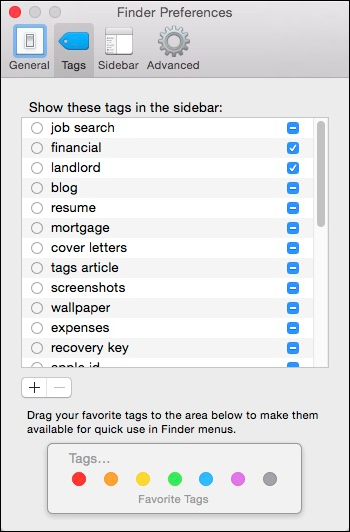 Finder Preferences
General Tags Sidebar Advanced
Show these tags in the sidebar:
job search
financial
landlord
blog
resume
mortgage
cover letters
tags article
screenshots
wallpaper
expenses
recovery key
apple id
Drag your favorite tags to the area below to make them
available for quick use in Finder menus.
Tags...
Favorite Tags